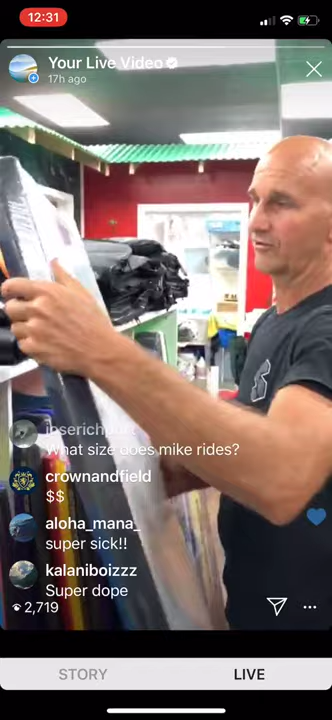 12:31
Your Live Video
17h ago
What size does mike rides?
crownandfield
$$
aloha_mana_
super sick!!
kalaniboizzz
Super dope
2,719
STORY
LIVE